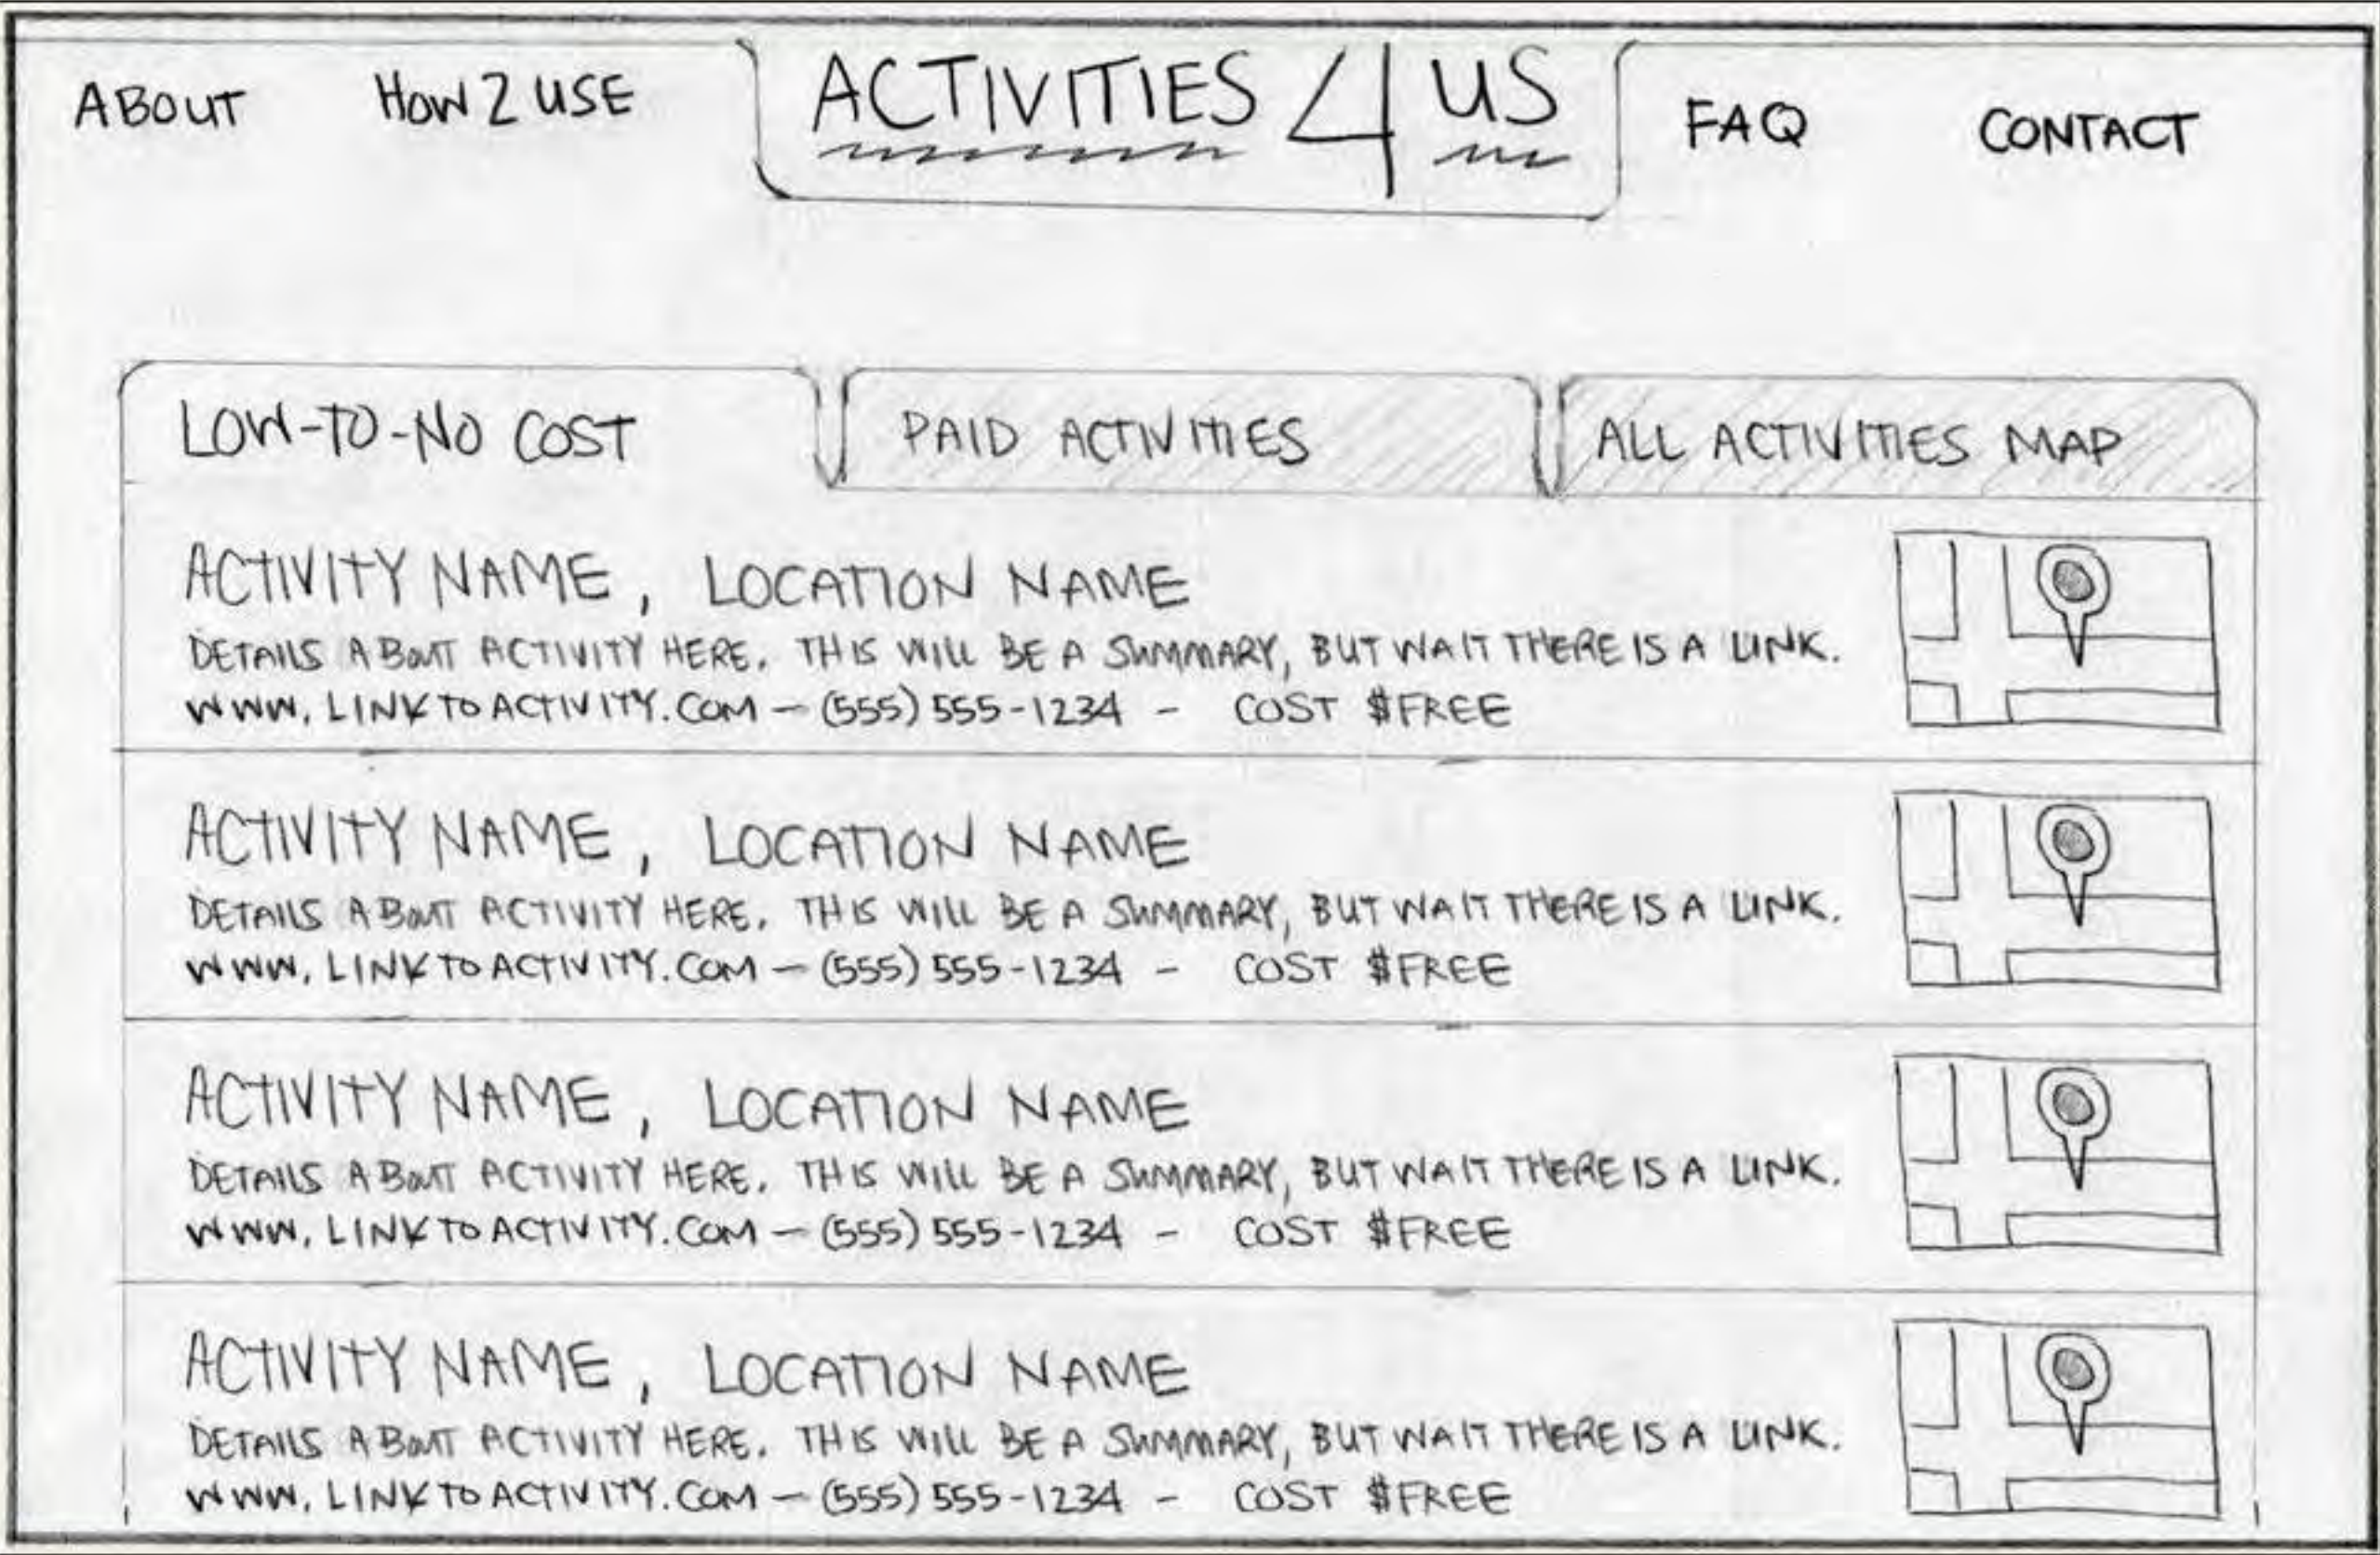 ABOUT HOW 2 USE ACTIVITIES 4 US FAQ CONTACT
LOW-TO-NO COST PAID ACTIVITIES ALL ACTIVITIES MAP
ACTIVITY NAME, LOCATION NAME
DETAILS ABOUT ACTIVITY HERE. THIS WILL BE A SUMMARY, BUT WAIT THERE IS A LINK.
WWW.LINKTOACTIVITY.COM - (555) 555-1234 - COST $FREE
ACTIVITY NAME, LOCATION NAME
DETAILS ABOUT ACTIVITY HERE. THIS WILL BE A SUMMARY, BUT WAIT THERE IS A LINK.
WWW.LINKTOACTIVITY.COM - (555) 555-1234 - COST $FREE
ACTIVITY NAME, LOCATION NAME
DETAILS ABOUT ACTIVITY HERE. THIS WILL BE A SUMMARY, BUT WAIT THERE IS A LINK.
WWW.LINKTOACTIVITY.COM - (555) 555-1234 - COST $FREE
ACTIVITY NAME, LOCATION NAME
DETAILS ABOUT ACTIVITY HERE. THIS WILL BE A SUMMARY, BUT WAIT THERE IS A LINK.
WWW.LINKTOACTIVITY.COM - (555) 555-1234 - COST $FREE